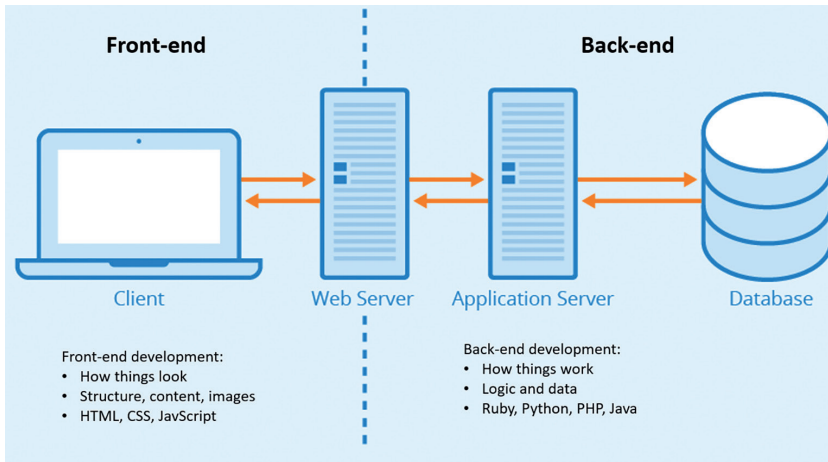 Front-end
Back-end
Client
Web Server
Application Server
Database
Front-end development:
• How things look
• Structure, content, images
• HTML, CSS, JavScript
Back-end development:
• How things work
• Logic and data
• Ruby, Python, PHP, Java